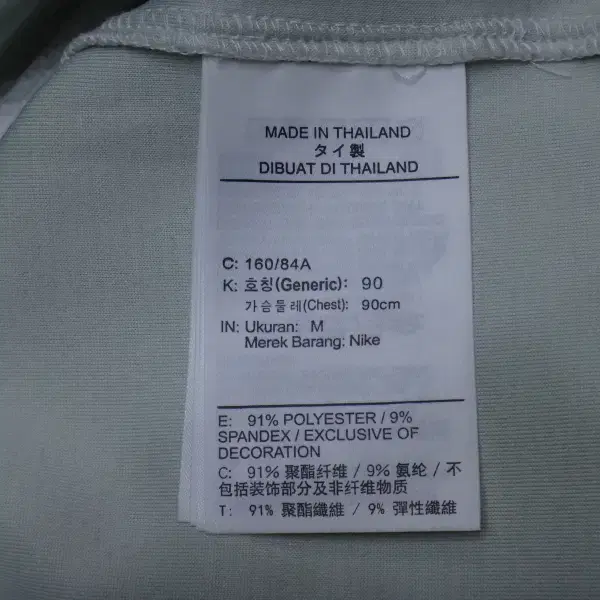 MADE IN THAILAND
タイ製
DIBUAT DI THAILAND
C: 160/84A
K: 호칭(Generic): 90
가슴둘레(Chest): 90cm
IN: Ukuran: M
Merek Barang: Nike
E: 91% POLYESTER / 9%
SPANDEX / EXCLUSIVE OF
DECORATION
C: 91% 聚酯纤维 / 9% 氨纶 / 不
包括装饰部分及非纤维物质
T: 91% 聚酯纖維 / 9% 彈性纖維